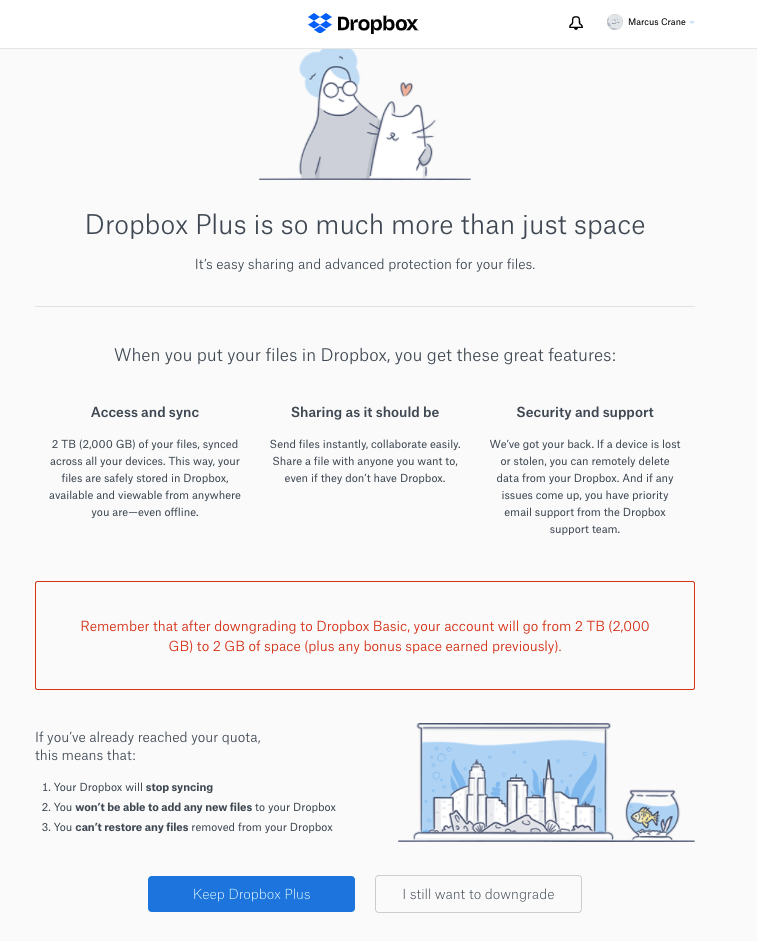 Dropbox
Marcus Crane
Dropbox Plus is so much more than just space
It’s easy sharing and advanced protection for your files.
When you put your files in Dropbox, you get these great features:
Access and sync
2 TB (2,000 GB) of your files, synced
across all your devices. This way, your
files are safely stored in Dropbox,
available and viewable from anywhere
you are—even offline.
Sharing as it should be
Send files instantly, collaborate easily.
Share a file with anyone you want to,
even if they don’t have Dropbox.
Security and support
We’ve got your back. If a device is lost
or stolen, you can remotely delete
data from your Dropbox. And if any
issues come up, you have priority
email support from the Dropbox
support team.
Remember that after downgrading to Dropbox Basic, your account will go from 2 TB (2,000
GB) to 2 GB of space (plus any bonus space earned previously).
If you’ve already reached your quota,
this means that:
1. Your Dropbox will stop syncing
2. You won’t be able to add any new files to your Dropbox
3. You can’t restore any files removed from your Dropbox
Keep Dropbox Plus
I still want to downgrade